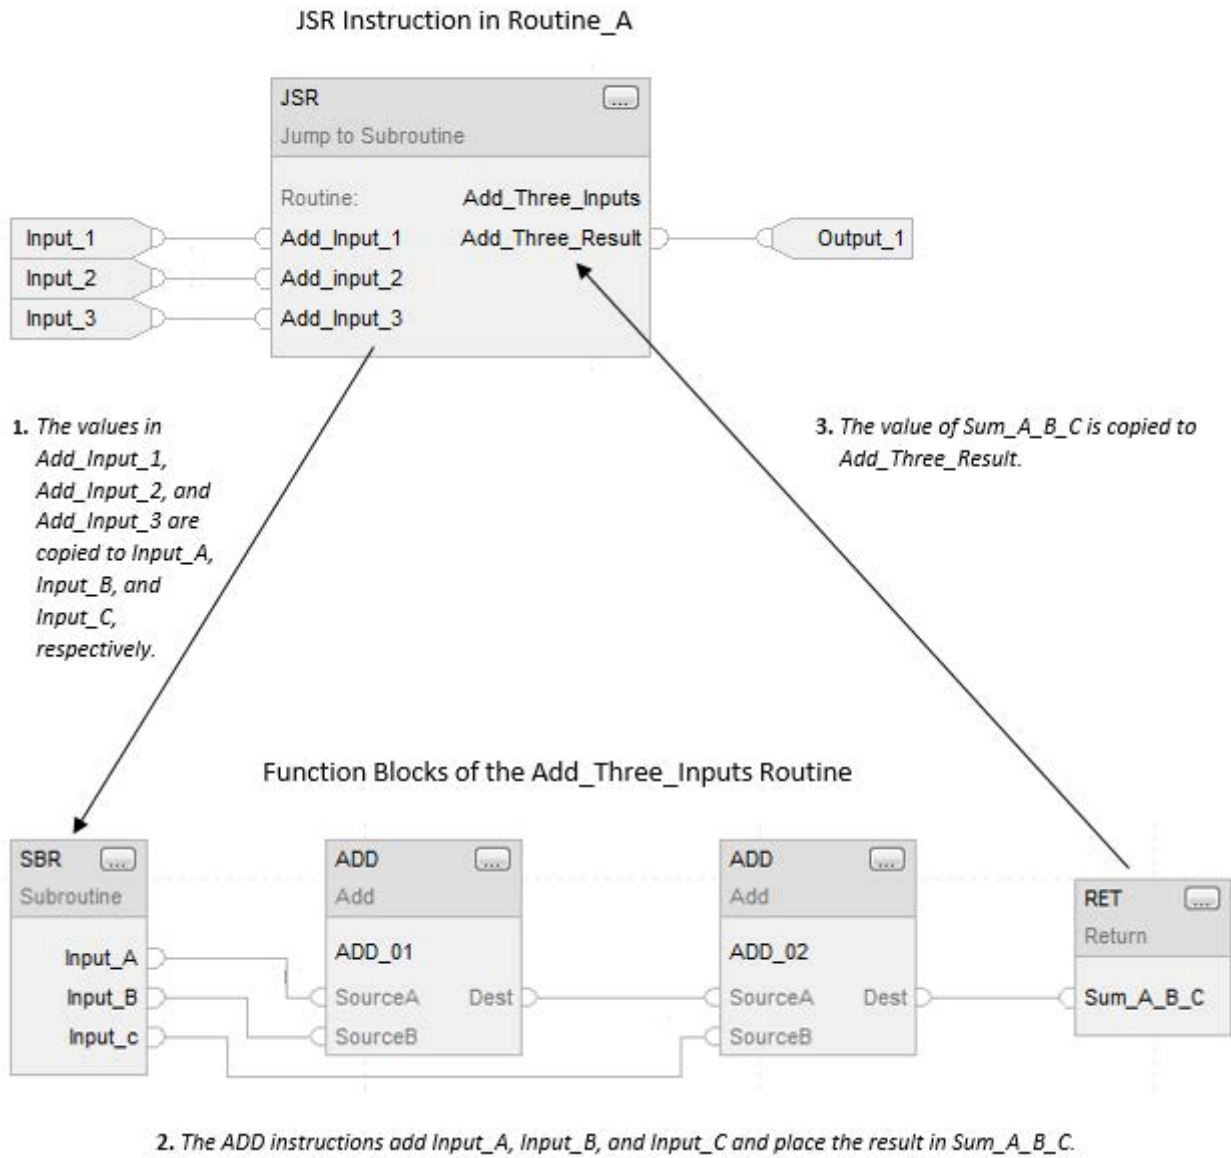 JSR Instruction in Routine_A
JSR ...
Jump to Subroutine
Routine: Add_Three_Inputs
Input_1 Add_Input_1 Add_Three_Result Output_1
Input_2 Add_input_2
Input_3 Add_Input_3
1. The values in
Add_Input_1,
Add_Input_2, and
Add_Input_3 are
copied to Input_A,
Input_B, and
Input_C,
respectively.
3. The value of Sum_A_B_C is copied to
Add_Three_Result.
Function Blocks of the Add_Three_Inputs Routine
SBR ...
Subroutine
Input_A
Input_B
Input_c
ADD ...
Add
ADD_01
SourceA Dest
SourceB
ADD ...
Add
ADD_02
SourceA Dest
SourceB
RET ...
Return
Sum_A_B_C
2. The ADD instructions add Input_A, Input_B, and Input_C and place the result in Sum_A_B_C.